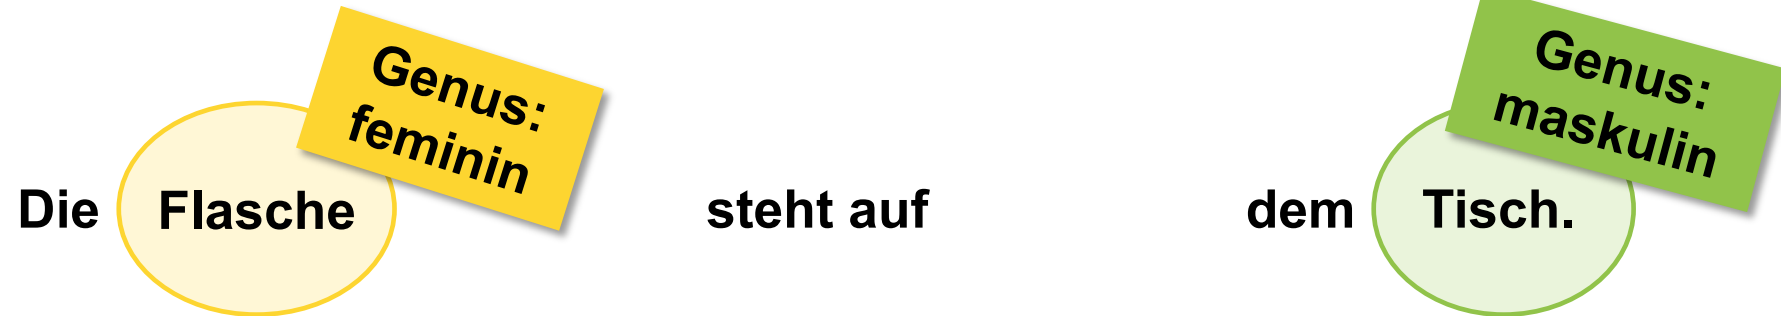 Genus:
feminin
Genus:
maskulin
Die Flasche steht auf dem Tisch.